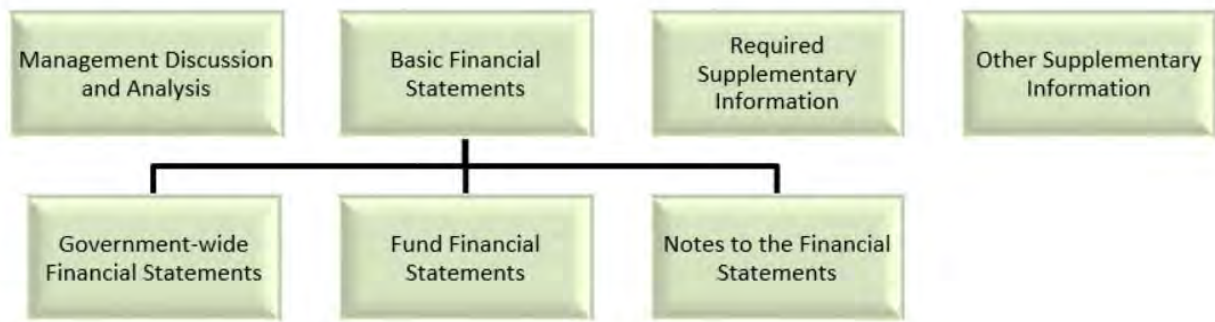 Management Discussion
and Analysis
Basic Financial
Statements
Required
Supplementary
Information
Other Supplementary
Information
Government-wide
Financial Statements
Fund Financial
Statements
Notes to the Financial
Statements